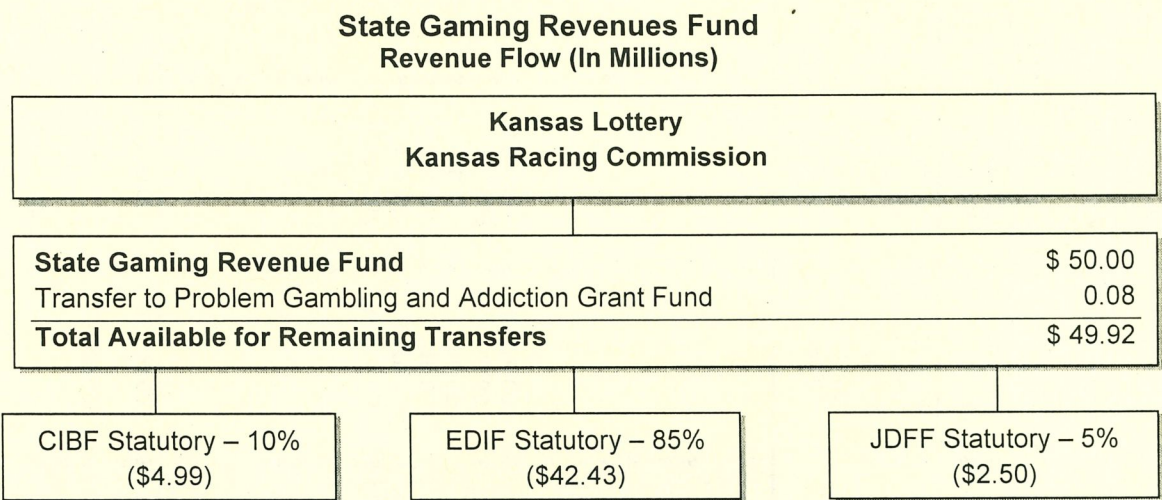 State Gaming Revenues Fund
Revenue Flow (In Millions)
Kansas Lottery
Kansas Racing Commission
State Gaming Revenue Fund $ 50.00
Transfer to Problem Gambling and Addiction Grant Fund 0.08
Total Available for Remaining Transfers $ 49.92
CIBF Statutory – 10%
($4.99)
EDIF Statutory – 85%
($42.43)
JDFF Statutory – 5%
($2.50)